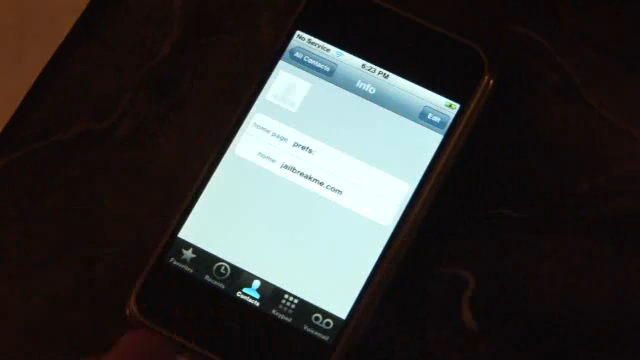 No Service 6:23 PM
All Contacts Info Edit
home page prefs:
home jailbreakme.com
Favorites Recents Contacts Keypad Voicemail